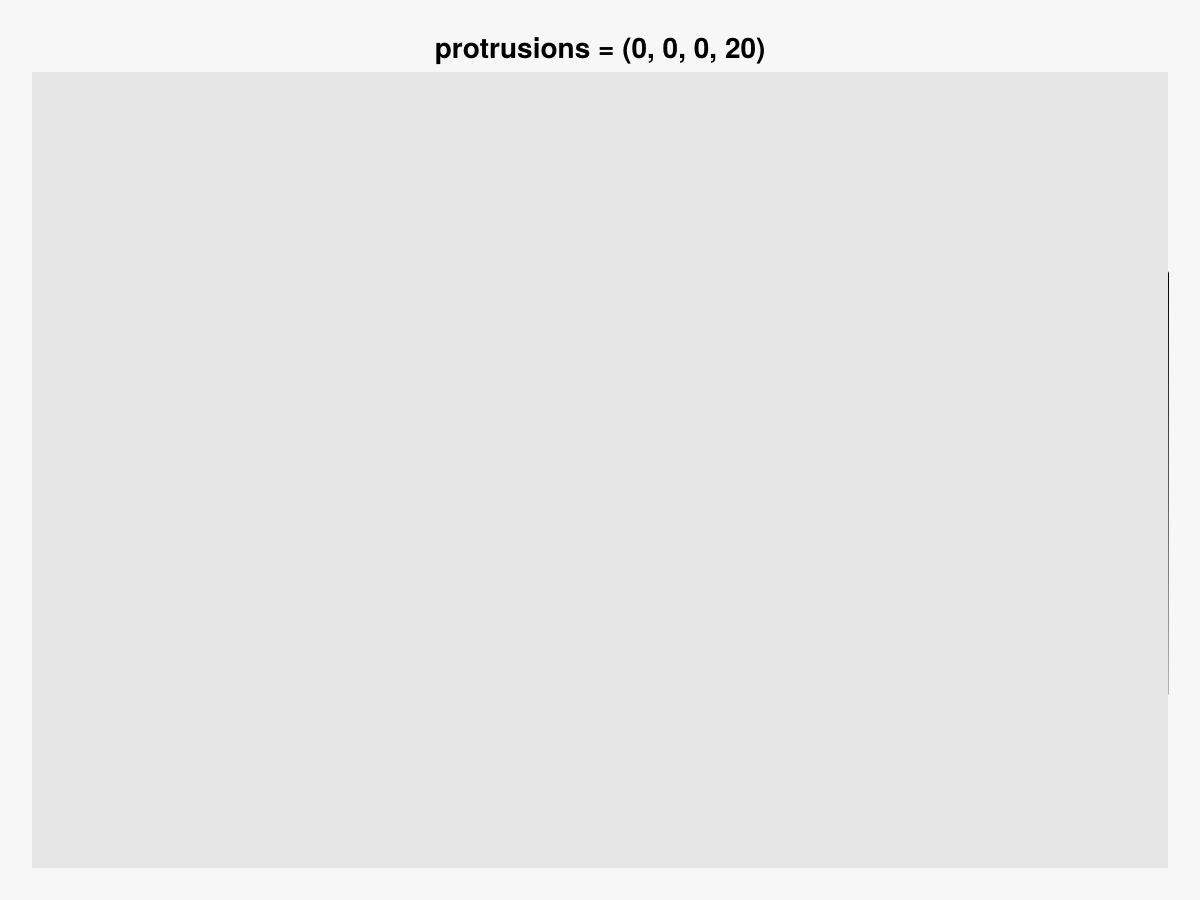 protrusions = (0, 0, 0, 20)